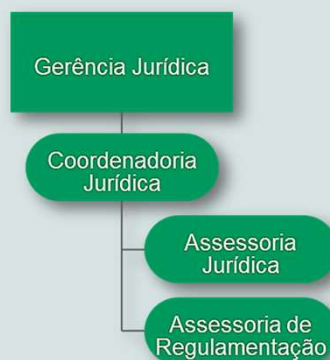 Gerência Jurídica
Coordenadoria
Jurídica
Assessoria
Jurídica
Assessoria de
Regulamentação